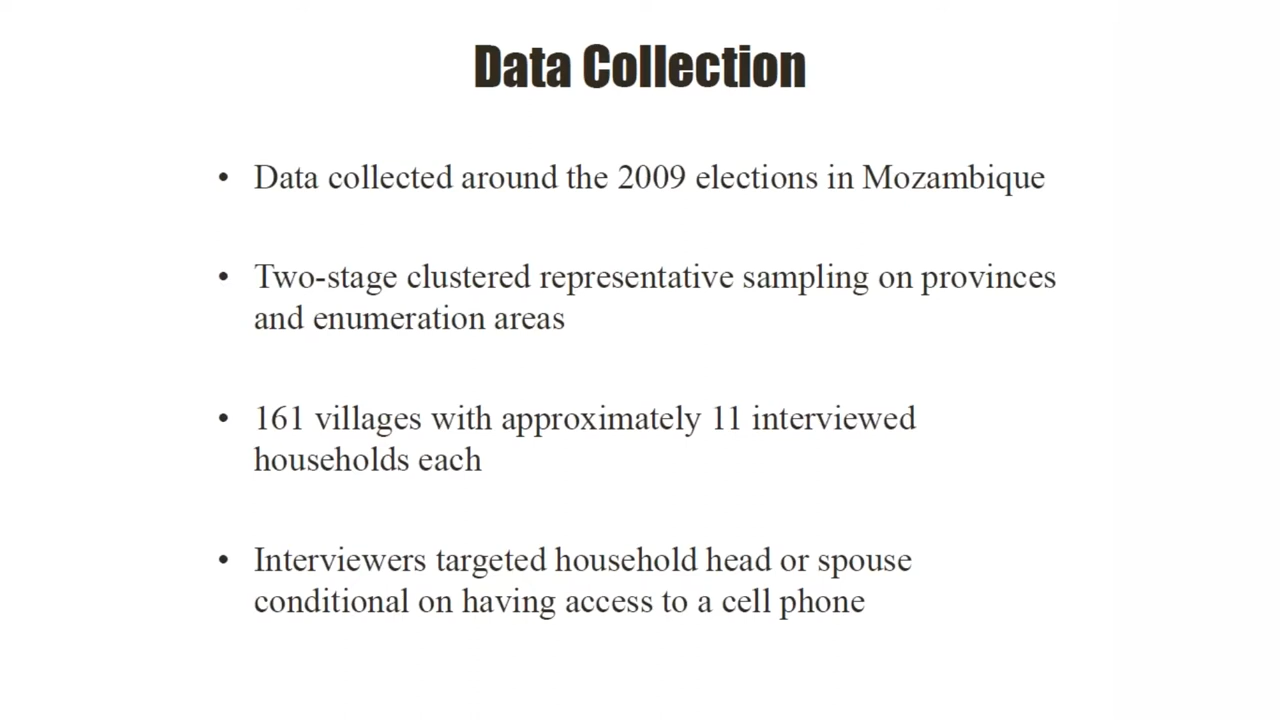 Data Collection
• Data collected around the 2009 elections in Mozambique
• Two-stage clustered representative sampling on provinces
and enumeration areas
• 161 villages with approximately 11 interviewed
households each
• Interviewers targeted household head or spouse
conditional on having access to a cell phone